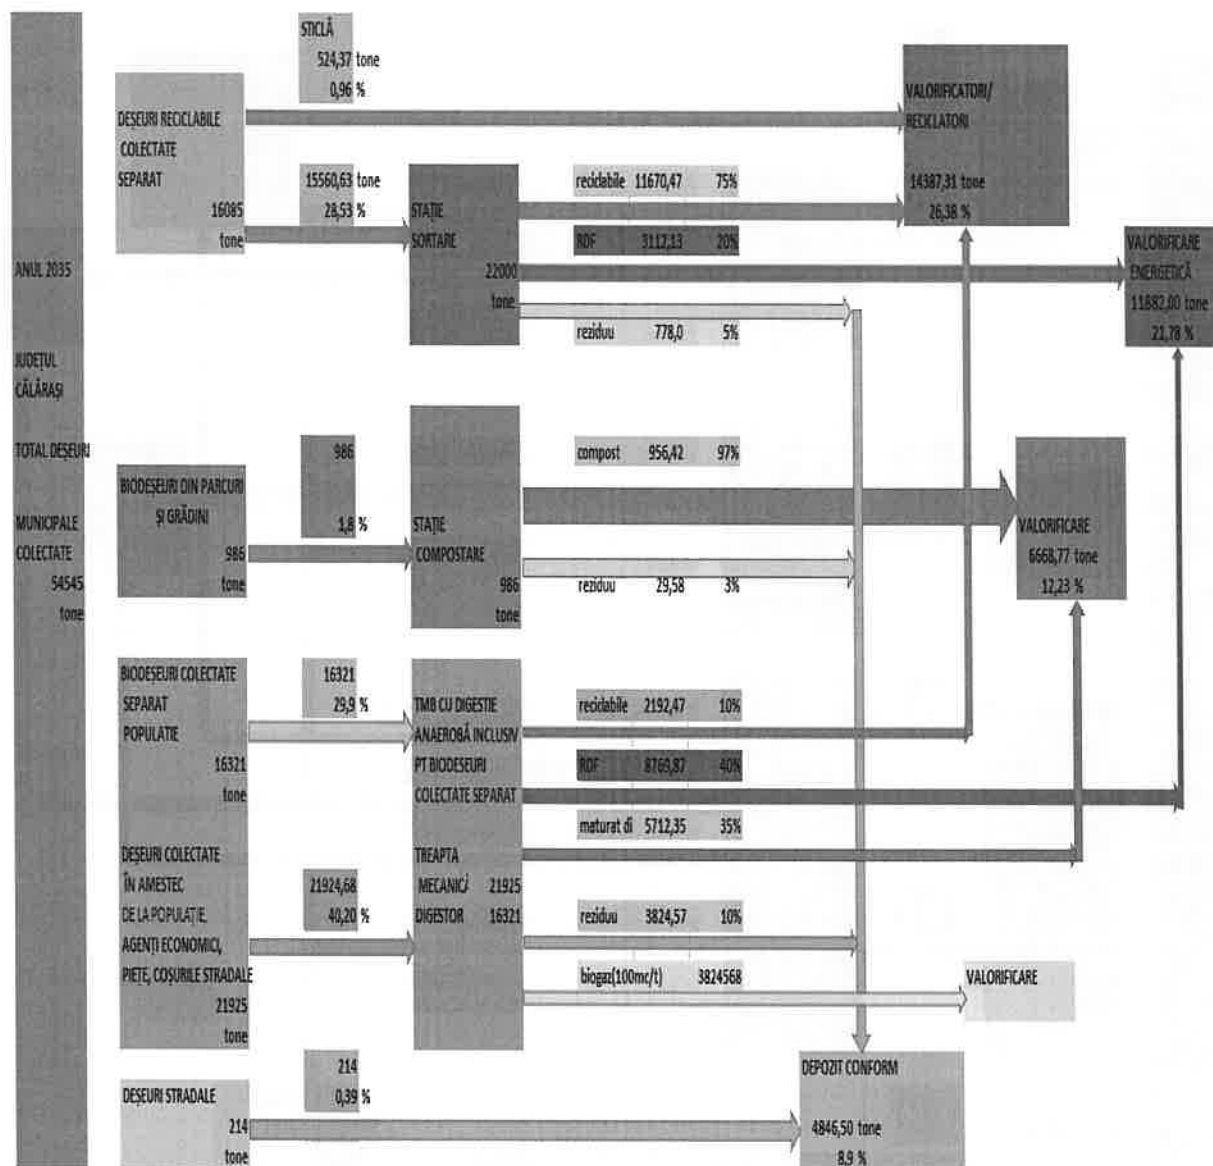 STICLĂ
524,37 tone
0,96 %
DEȘEURI RECICLABILE
COLECTATE
SEPARAT
16085
tone
15560,63 tone
28,53 %
STAȚIE
SORTARE
22000
tone
reciclabile 11670,47 75%
RDF 3112,13 20%
reziduu 778,0 5%
VALORIFICATORI/
RECICLATORI
14387,31 tone
26,38 %
VALORIFICARE
ENERGETICĂ
11882,00 tone
21,78 %
ANUL 2035
JUDEȚUL
CĂLĂRAȘI
TOTAL DEȘEURI
MUNICIPALE
COLECTATE
54545
tone
BIODEȘEURI DIN PARCURI
ȘI GRĂDINI
986
tone
986
1,8 %
STAȚIE
COMPOSTARE
986
tone
compost 956,42 97%
reziduu 29,58 3%
VALORIFICARE
6668,77 tone
12,23 %
BIODEȘEURI COLECTATE
SEPARAT
POPULATIE
16321
tone
16321
29,9 %
TMB CU DIGESTIE
ANAEROBĂ INCLUSIV
PT BIODESEURI
COLECTATE SEPARAT
TREAPTA
MECANICĂ 21925
DIGESTOR 16321
reciclabile 2192,47 10%
RDF 8769,87 40%
maturat di 5712,35 35%
reziduu 3824,57 10%
biogaz(100mc/t) 3824568
VALORIFICARE
DEȘEURI COLECTATE
ÎN AMESTEC
DE LA POPULAȚIE,
AGENȚI ECONOMICI,
PIEȚE, COȘURILE STRADALE
21925
tone
21924,68
40,20 %
DEȘEURI STRADALE
214
tone
214
0,39 %
DEPOZIT CONFORM
4846,50 tone
8,9 %